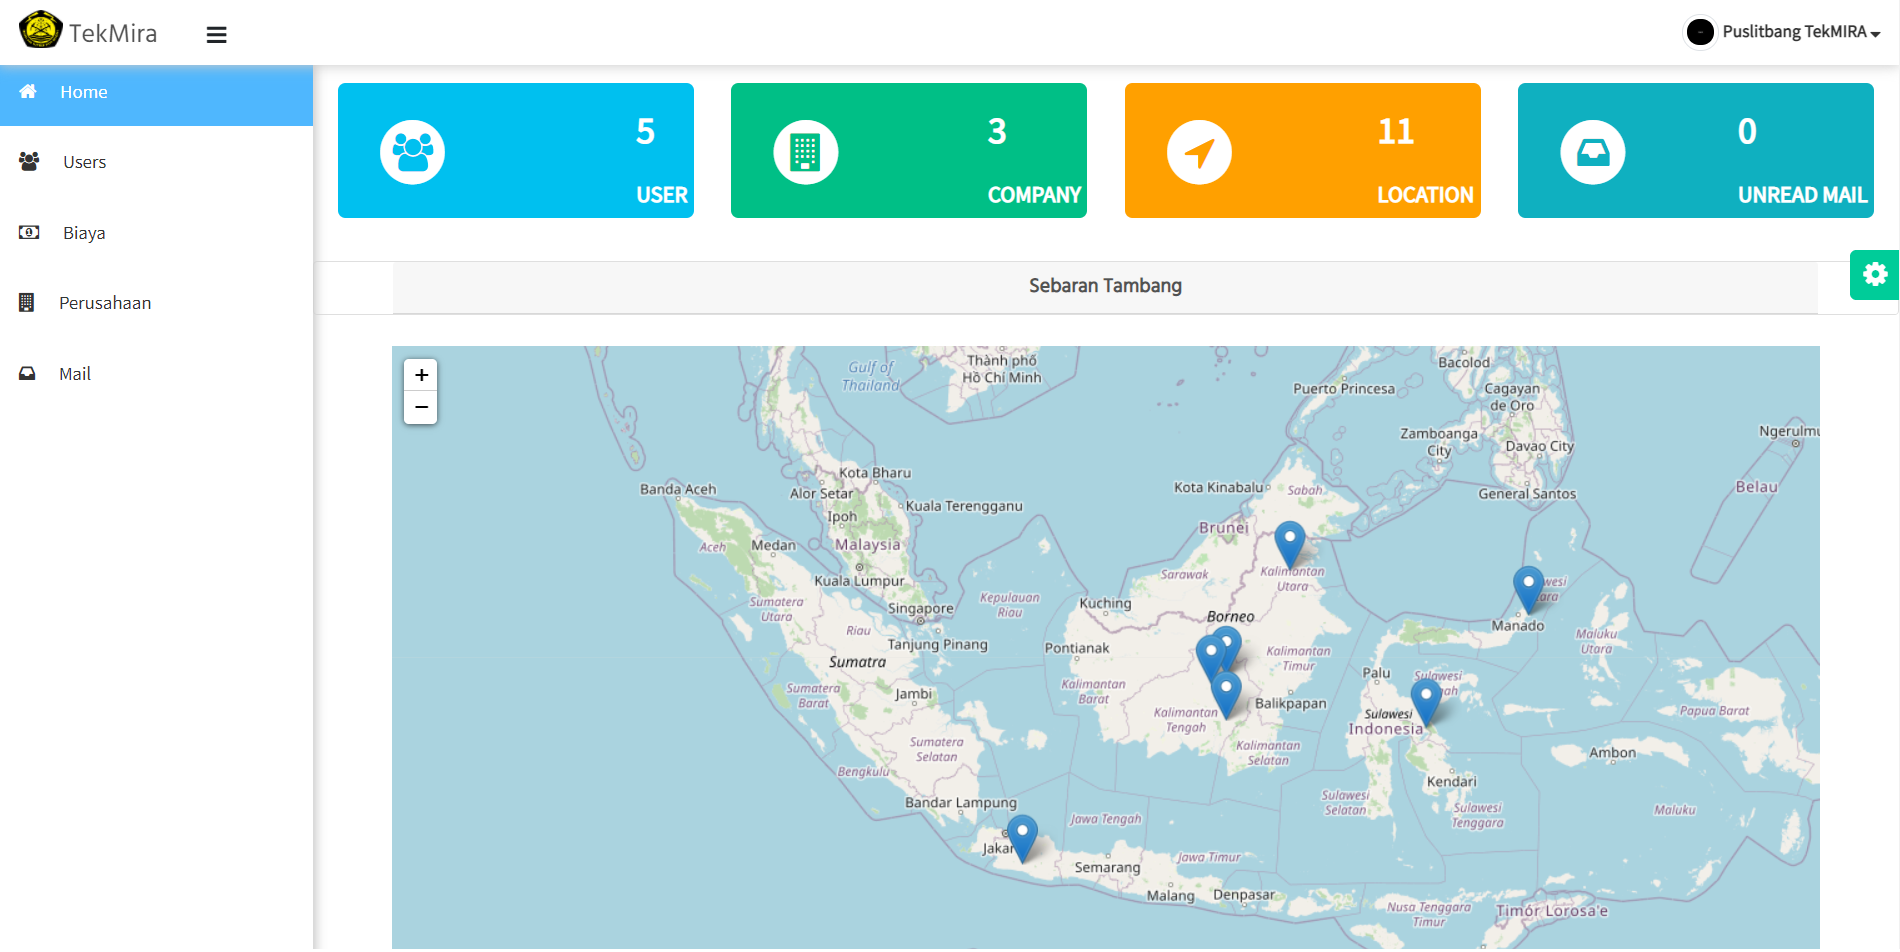 TekMira
Puslitbang TekMIRA
Home
Users
Biaya
Perusahaan
Mail
5
USER
3
COMPANY
11
LOCATION
0
UNREAD MAIL
Sebaran Tambang
+
−
Gulf of
Thailand
Thành phố
Hồ Chí Minh
Bacolod
Puerto Princesa
Cagayan
de Oro
Zamboanga
City
Davao City
Ngerulmu
General Santos
Belau
Kota Bharu
Banda Aceh
Alor Setar
Kuala Terengganu
Kota Kinabalu
Sabah
Ipoh
Brunei
Aceh
Medan
Malaysia
Kuala Lumpur
Sarawak
Kalimantan
Utara
Sumatera
Utara
Singapore
Kepulauan
Riau
Kuching
Borneo
Manado
Riau
Tanjung Pinang
Pontianak
Kalimantan
Timur
Maluku
Utara
Sumatra
Sumatera
Barat
Jambi
Kalimantan
Barat
Balikpapan
Palu
Sulawesi
Kalimantan
Tengah
Sulawesi
Indonesia
Papua Barat
Sumatera
Selatan
Kalimantan
Selatan
Ambon
Bengkulu
Kendari
Bandar Lampung
Sulawesi
Selatan
Sulawesi
Tenggara
Maluku
Jawa Tengah
Jakar
Semarang
Jawa Timur
Malang
Denpasar
Nusa Tenggara
Timur
Timór Lorosa'e